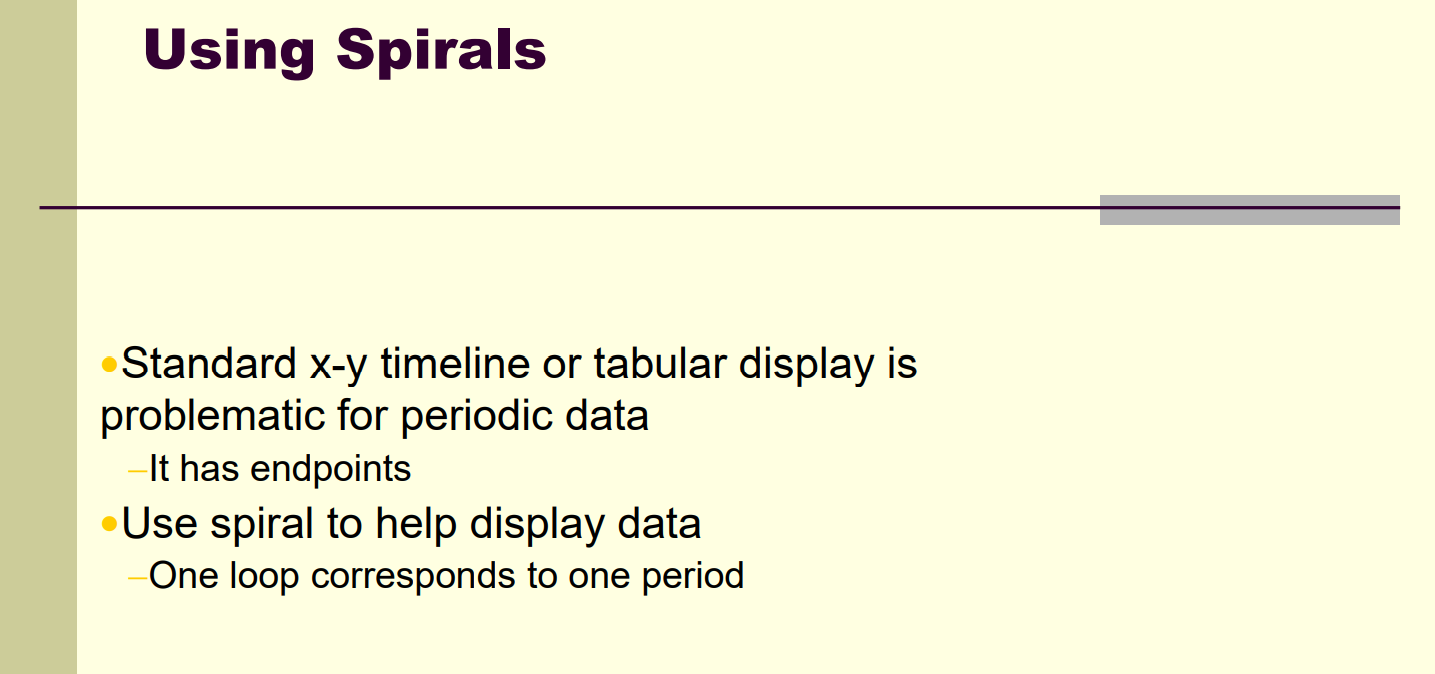 Using Spirals
•Standard x-y timeline or tabular display is
problematic for periodic data
–It has endpoints
•Use spiral to help display data
–One loop corresponds to one period